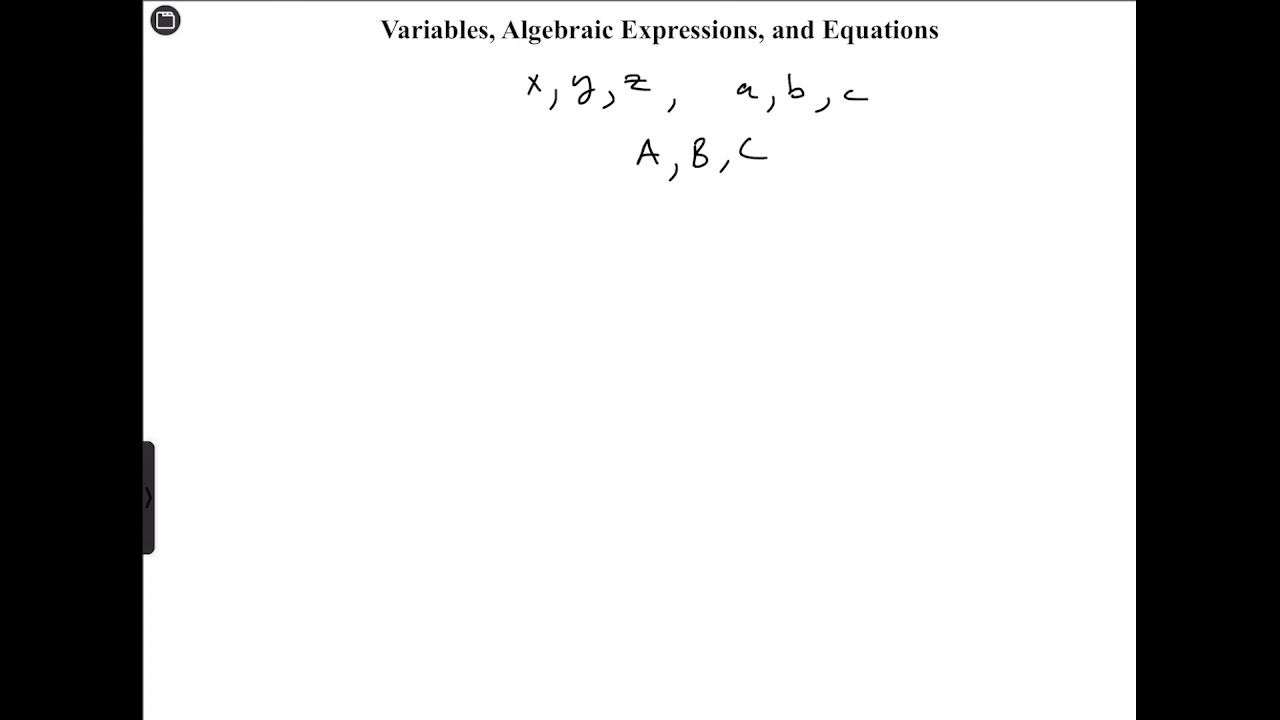 Variables, Algebraic Expressions, and Equations
x, y, z, a, b, c
A, B, C